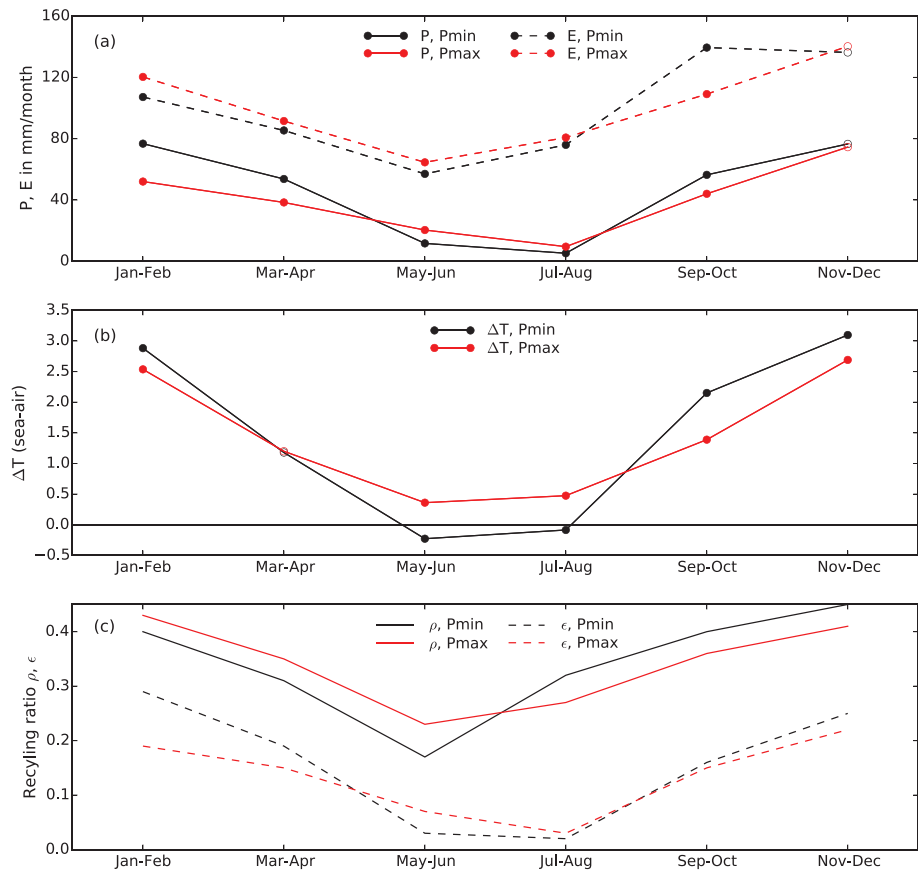 160
(a)
P, Pmin
E, Pmin
P, Pmax
E, Pmax
120
80
40
0
P, E in mm/month
Jan-Feb
Mar-Apr
May-Jun
Jul-Aug
Sep-Oct
Nov-Dec
3.5
(b)
ΔT, Pmin
ΔT, Pmax
3.0
2.5
2.0
1.5
1.0
0.5
0.0
−0.5
ΔT (sea-air)
Jan-Feb
Mar-Apr
May-Jun
Jul-Aug
Sep-Oct
Nov-Dec
(c)
ρ, Pmin
ϵ, Pmin
ρ, Pmax
ϵ, Pmax
0.4
0.3
0.2
0.1
0.0
Recyling ratio ρ, ϵ
Jan-Feb
Mar-Apr
May-Jun
Jul-Aug
Sep-Oct
Nov-Dec